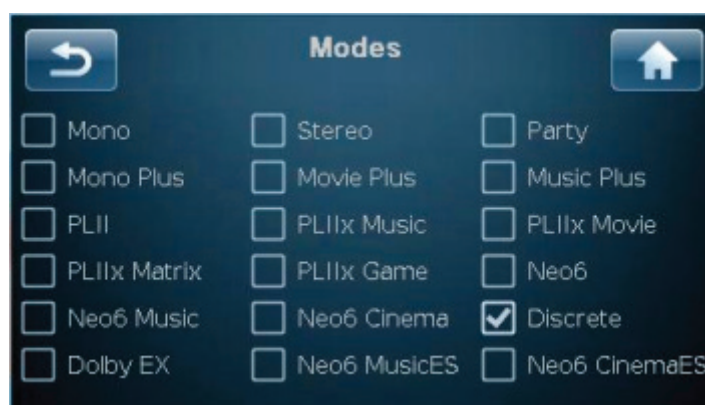 Modes
Mono Stereo Party
Mono Plus Movie Plus Music Plus
PLII PLIIx Music PLIIx Movie
PLIIx Matrix PLIIx Game Neo6
Neo6 Music Neo6 Cinema Discrete
Dolby EX Neo6 MusicES Neo6 CinemaES